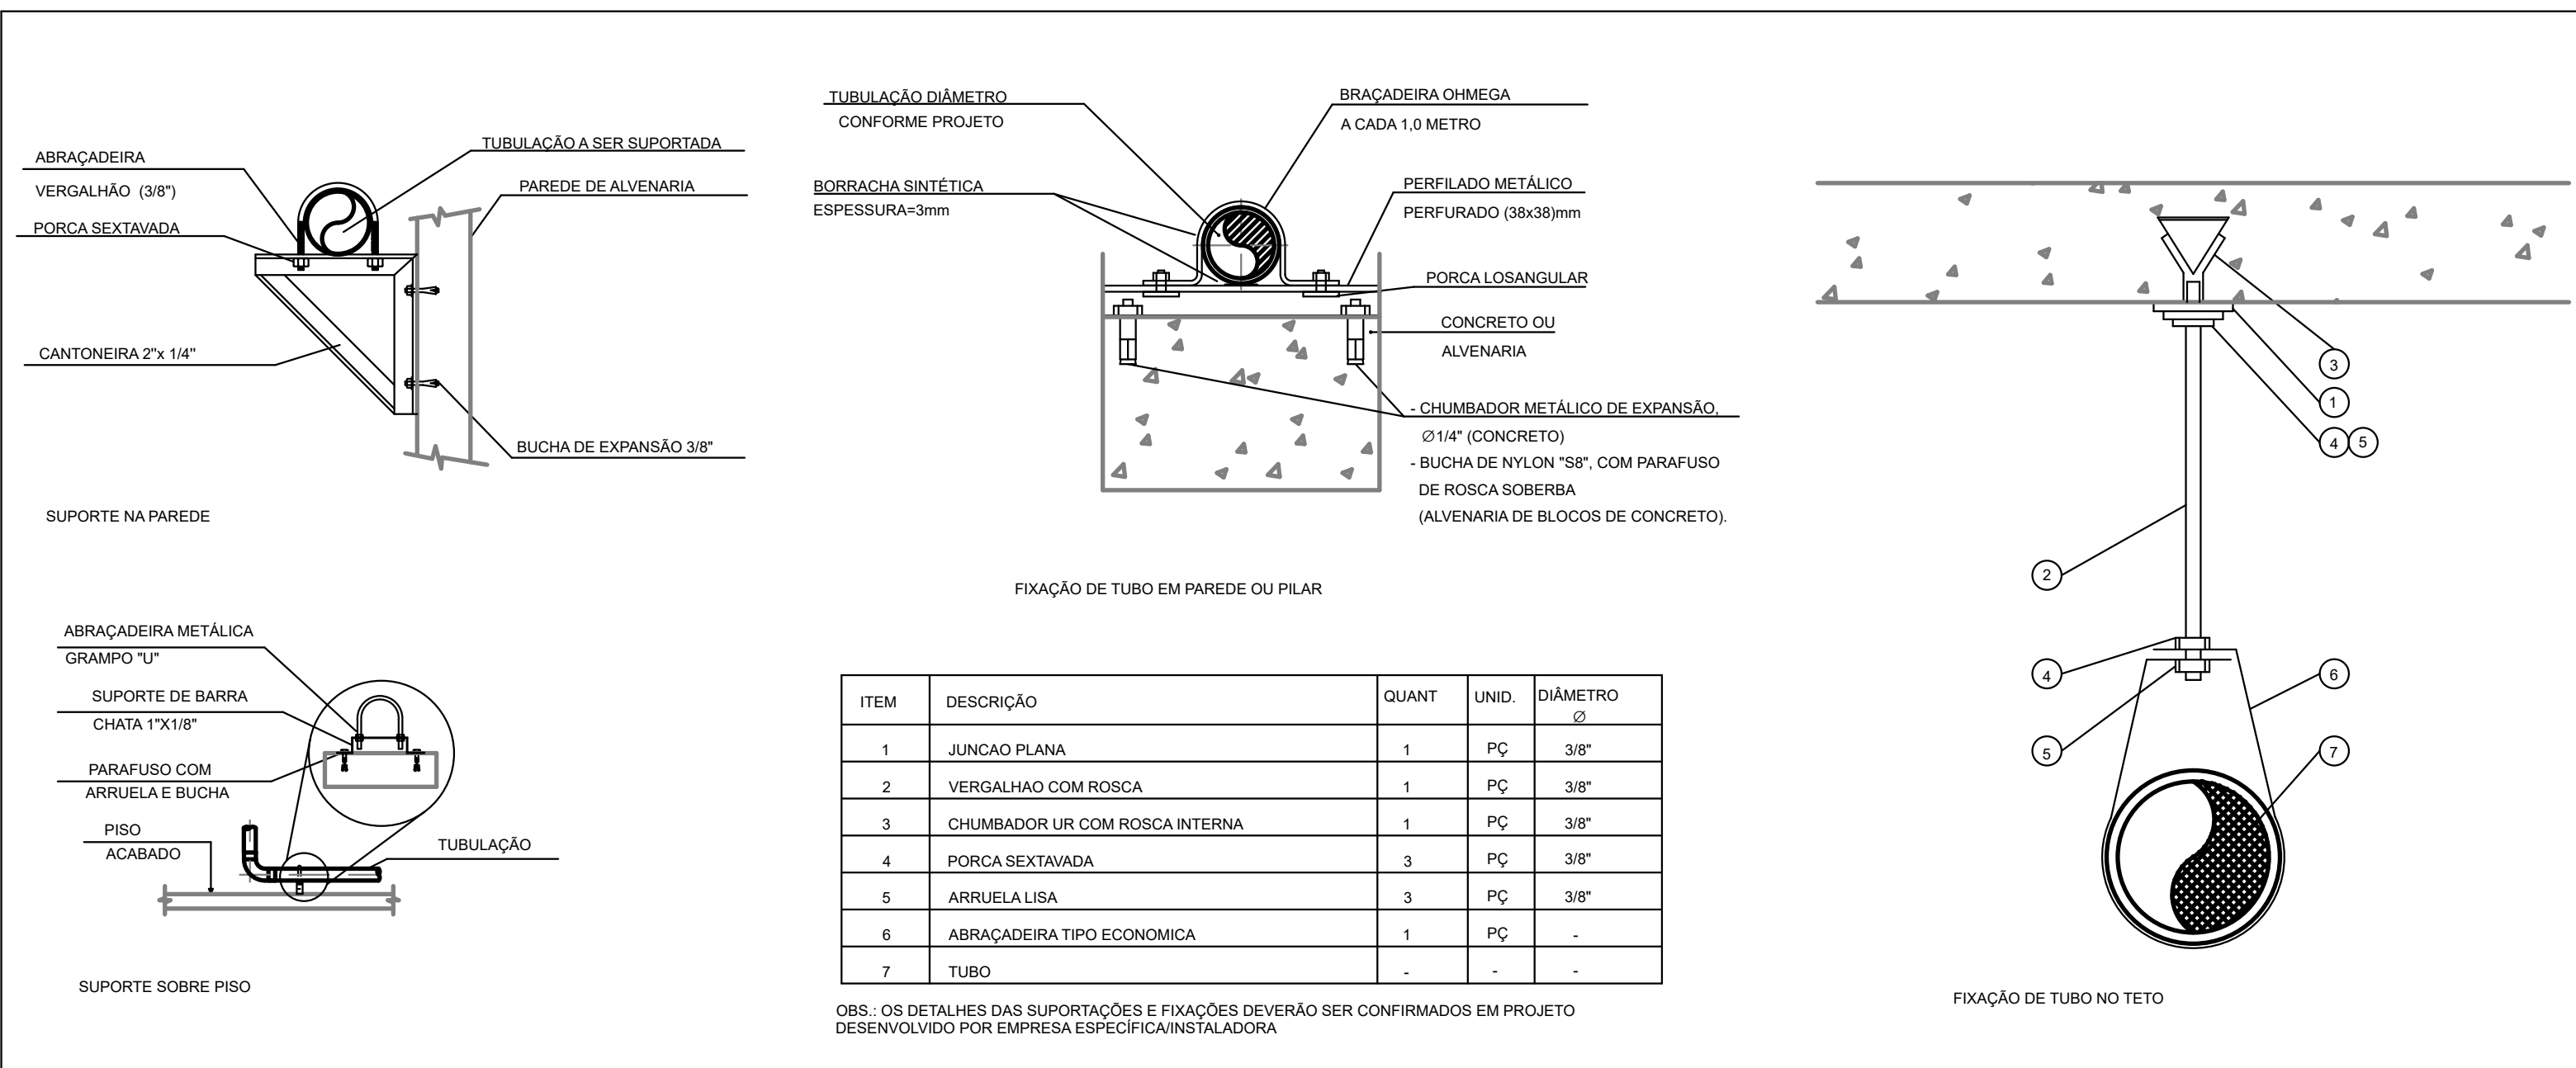 ABRAÇADEIRA
VERGALHÃO (3/8")
PORCA SEXTAVADA
CANTONEIRA 2"x 1/4"
TUBULAÇÃO A SER SUPORTADA
PAREDE DE ALVENARIA
BUCHA DE EXPANSÃO 3/8"
SUPORTE NA PAREDE
TUBULAÇÃO DIÂMETRO
CONFORME PROJETO
BORRACHA SINTÉTICA
ESPESSURA=3mm
BRAÇADEIRA OHMEGA
A CADA 1,0 METRO
PERFILADO METÁLICO
PERFURADO (38x38)mm
PORCA LOSANGULAR
CONCRETO OU
ALVENARIA
- CHUMBADOR METÁLICO DE EXPANSÃO,
Ø1/4" (CONCRETO)
- BUCHA DE NYLON "S8", COM PARAFUSO
DE ROSCA SOBERBA
(ALVENARIA DE BLOCOS DE CONCRETO).
FIXAÇÃO DE TUBO EM PAREDE OU PILAR
3
1
4 5
2
4
6
5
7
FIXAÇÃO DE TUBO NO TETO
ABRAÇADEIRA METÁLICA
GRAMPO "U"
SUPORTE DE BARRA
CHATA 1"X1/8"
PARAFUSO COM
ARRUELA E BUCHA
PISO
ACABADO
TUBULAÇÃO
SUPORTE SOBRE PISO
ITEM DESCRIÇÃO QUANT UNID. DIÂMETRO
Ø
1 JUNCAO PLANA 1 PÇ 3/8"
2 VERGALHAO COM ROSCA 1 PÇ 3/8"
3 CHUMBADOR UR COM ROSCA INTERNA 1 PÇ 3/8"
4 PORCA SEXTAVADA 3 PÇ 3/8"
5 ARRUELA LISA 3 PÇ 3/8"
6 ABRAÇADEIRA TIPO ECONOMICA 1 PÇ -
7 TUBO - - -
OBS.: OS DETALHES DAS SUPORTAÇÕES E FIXAÇÕES DEVERÃO SER CONFIRMADOS EM PROJETO
DESENVOLVIDO POR EMPRESA ESPECÍFICA/INSTALADORA